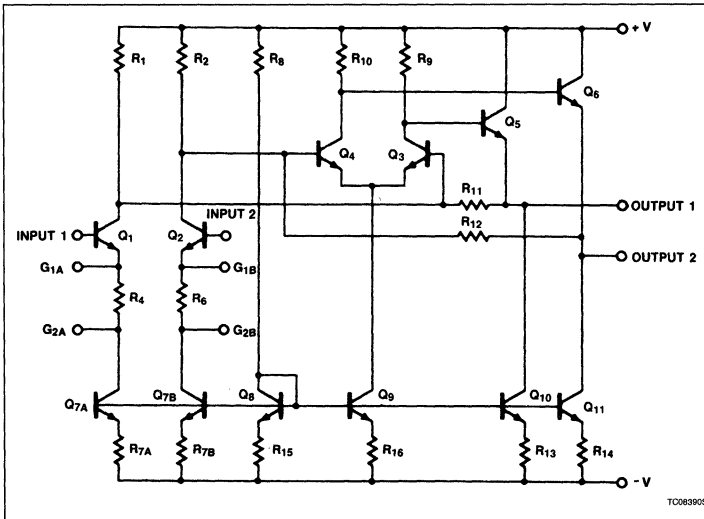 +V
R1 R2 R8 R10 R9
Q6
Q5
Q4 Q3
R11
OUTPUT 1
INPUT 2
R12
INPUT 1 Q1 Q2
OUTPUT 2
G1A G1B
R4 R6
G2A G2B
Q7A Q7B Q8 Q9 Q10 Q11
R7A R7B R15 R16 R13 R14
-V
TC08390S